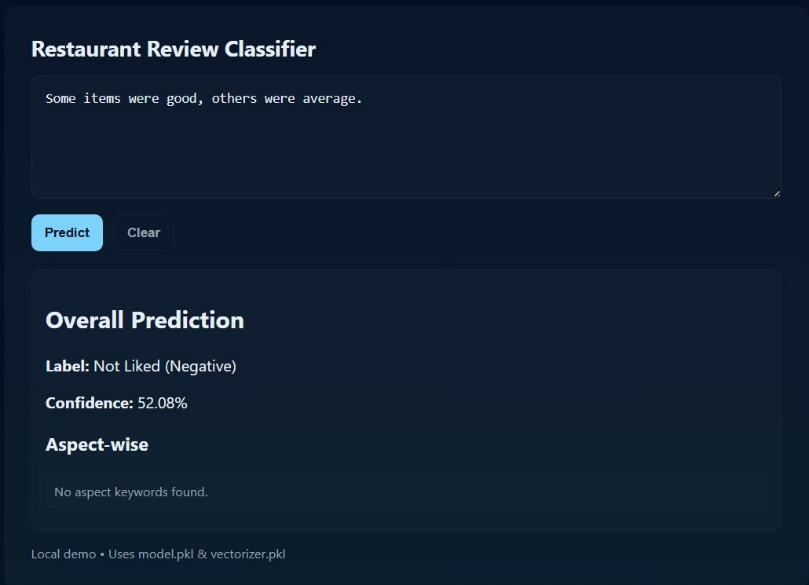 Restaurant Review Classifier
Some items were good, others were average.
Predict Clear
Overall Prediction
Label: Not Liked (Negative)
Confidence: 52.08%
Aspect-wise
No aspect keywords found.
Local demo • Uses model.pkl & vectorizer.pkl